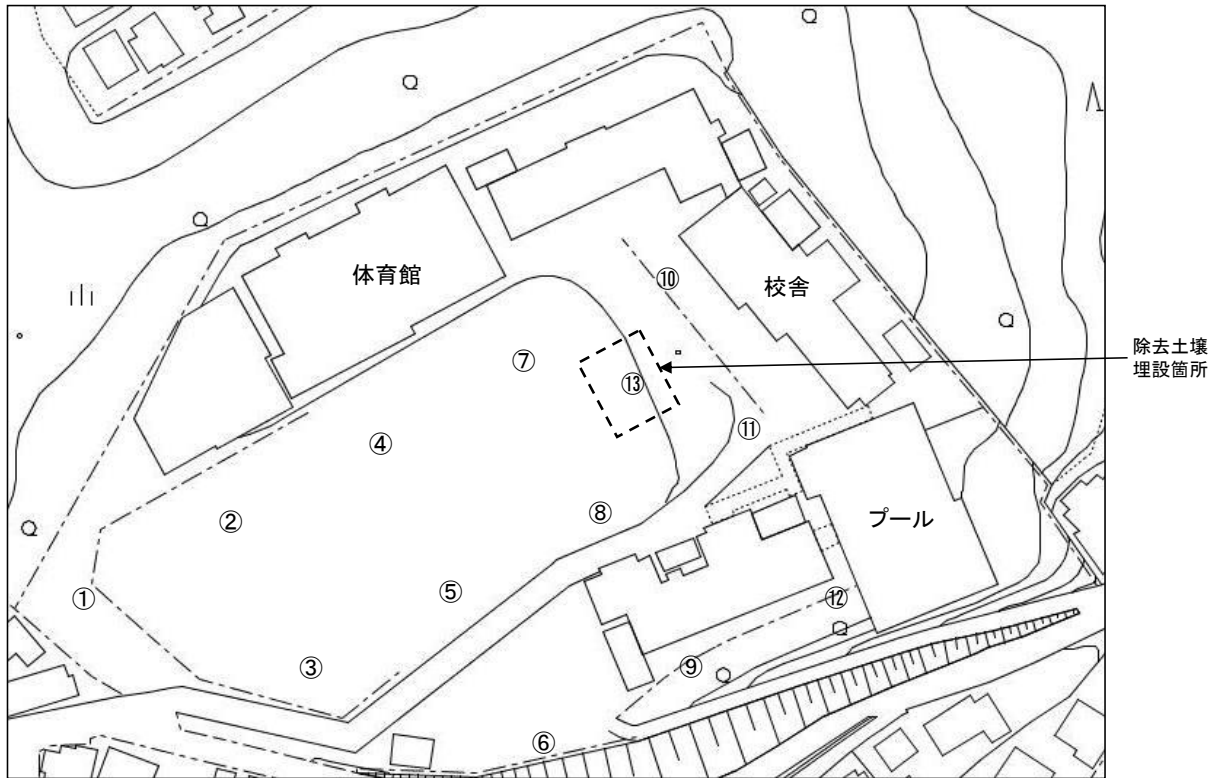 体育館
⑩
校舎
⑦
除去土壌
埋設箇所
⑬
④
⑪
②
⑧
プール
⑤
①
⑫
③
⑨
⑥